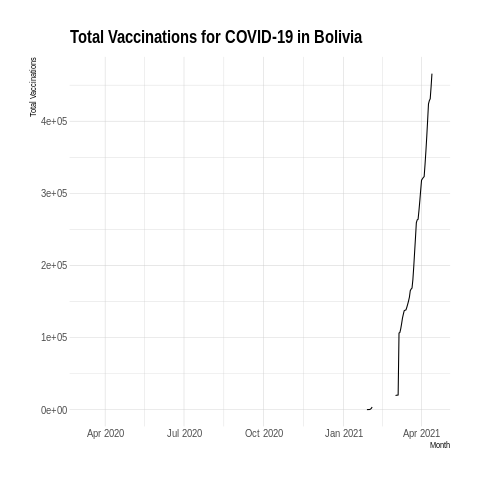 Total Vaccinations for COVID-19 in Bolivia
Total Vaccinations
4e+05
3e+05
2e+05
1e+05
0e+00
Apr 2020 Jul 2020 Oct 2020 Jan 2021 Apr 2021
Month